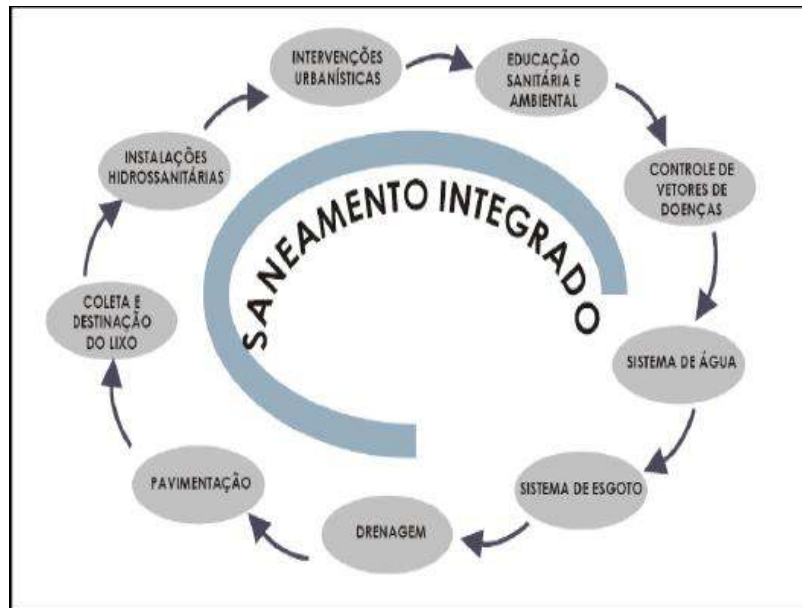 INTERVENÇÕES
URBANÍSTICAS
EDUCAÇÃO
SANITÁRIA E
AMBIENTAL
CONTROLE DE
VETORES DE
DOENÇAS
SISTEMA DE ÁGUA
SISTEMA DE ESGOTO
DRENAGEM
PAVIMENTAÇÃO
COLETA E
DESTINAÇÃO
DO LIXO
INSTALAÇÕES
HIDROSSANITÁRIAS
SANEAMENTO INTEGRADO